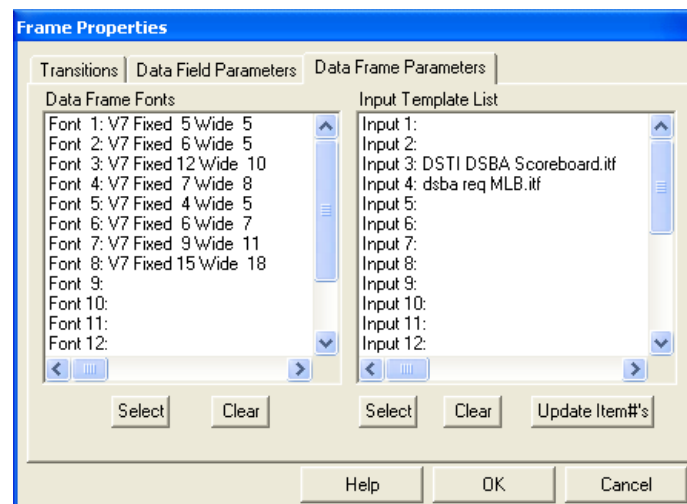 Frame Properties
Transitions
Data Field Parameters
Data Frame Parameters
Data Frame Fonts
Font 1: V7 Fixed 5 Wide 5
Font 2: V7 Fixed 6 Wide 5
Font 3: V7 Fixed 12 Wide 10
Font 4: V7 Fixed 7 Wide 8
Font 5: V7 Fixed 4 Wide 5
Font 6: V7 Fixed 6 Wide 7
Font 7: V7 Fixed 9 Wide 11
Font 8: V7 Fixed 15 Wide 18
Font 9:
Font 10:
Font 11:
Font 12:
Select
Clear
Input Template List
Input 1:
Input 2:
Input 3: DSTI DSBA Scoreboard.itf
Input 4: dsba req MLB.itf
Input 5:
Input 6:
Input 7:
Input 8:
Input 9:
Input 10:
Input 11:
Input 12:
Select
Clear
Update Item#'s
Help
OK
Cancel